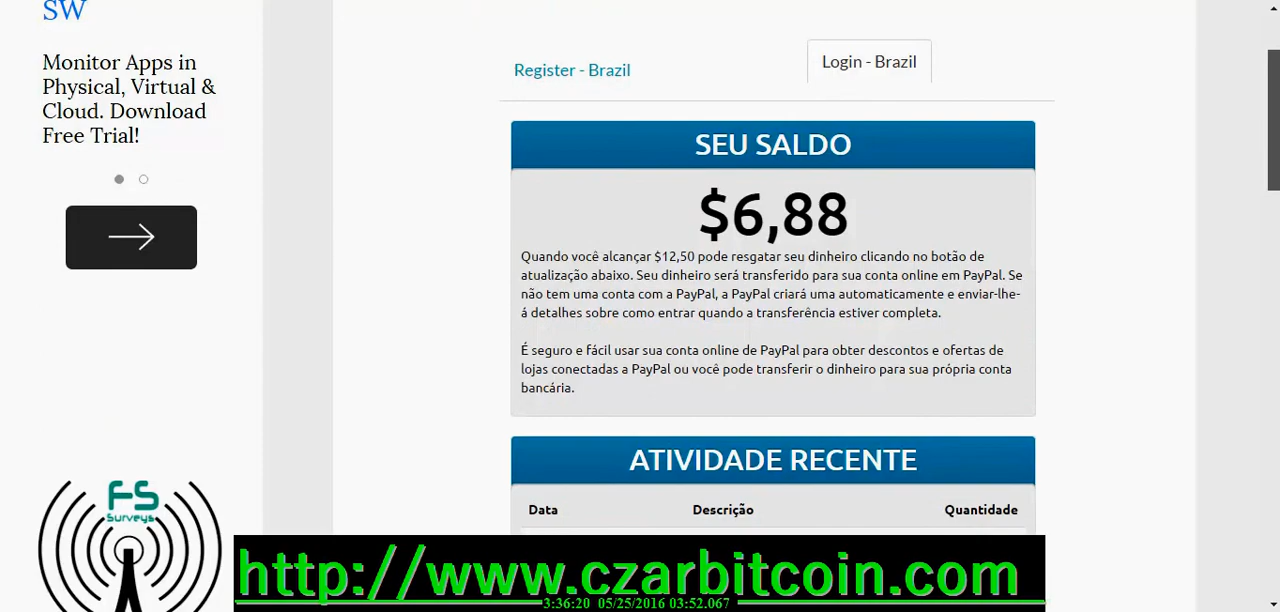 SW
Monitor Apps in
Physical, Virtual &
Cloud. Download
Free Trial!
Register - Brazil
Login - Brazil
SEU SALDO
$6,88
Quando você alcançar $12,50 pode resgatar seu dinheiro clicando no botão de
atualização abaixo. Seu dinheiro será transferido para sua conta online em PayPal. Se
não tem uma conta com a PayPal, a PayPal criará uma automaticamente e enviar-lhe-
á detalhes sobre como entrar quando a transferência estiver completa.
É seguro e fácil usar sua conta online de PayPal para obter descontos e ofertas de
lojas conectadas a PayPal ou você pode transferir o dinheiro para sua própria conta
bancária.
ATIVIDADE RECENTE
Data Descrição Quantidade
FS
Surveys
http://www.czarbitcoin.com
3:36:20 05/25/2016 03:52.067